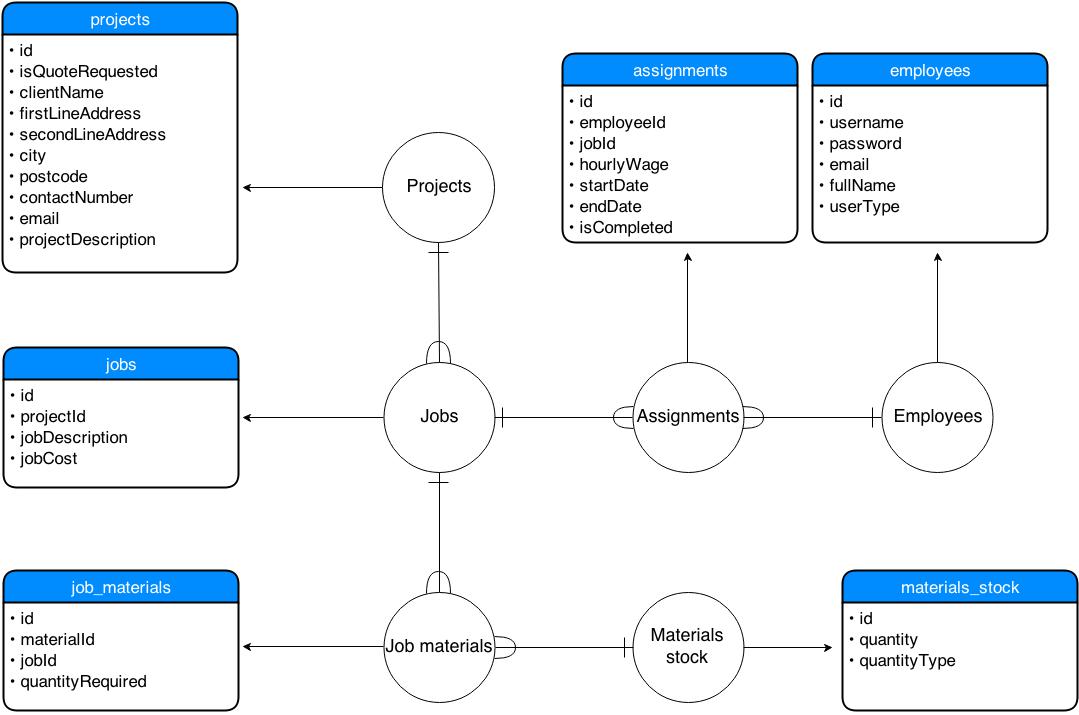 projects
• id
• isQuoteRequested
• clientName
• firstLineAddress
• secondLineAddress
• city
• postcode
• contactNumber
• email
• projectDescription
assignments
• id
• employeeId
• jobId
• hourlyWage
• startDate
• endDate
• isCompleted
employees
• id
• username
• password
• email
• fullName
• userType
Projects
jobs
• id
• projectId
• jobDescription
• jobCost
Jobs
Assignments
Employees
job_materials
• id
• materialId
• jobId
• quantityRequired
Job materials
Materials
stock
materials_stock
• id
• quantity
• quantityType